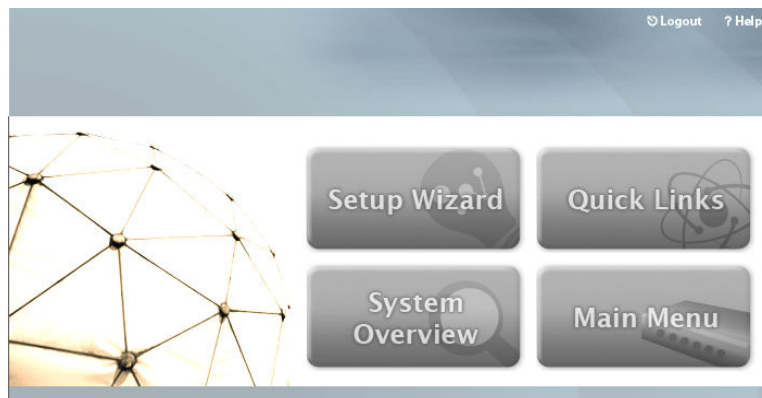 Logout ? Help
Setup Wizard
Quick Links
System
Overview
Main Menu